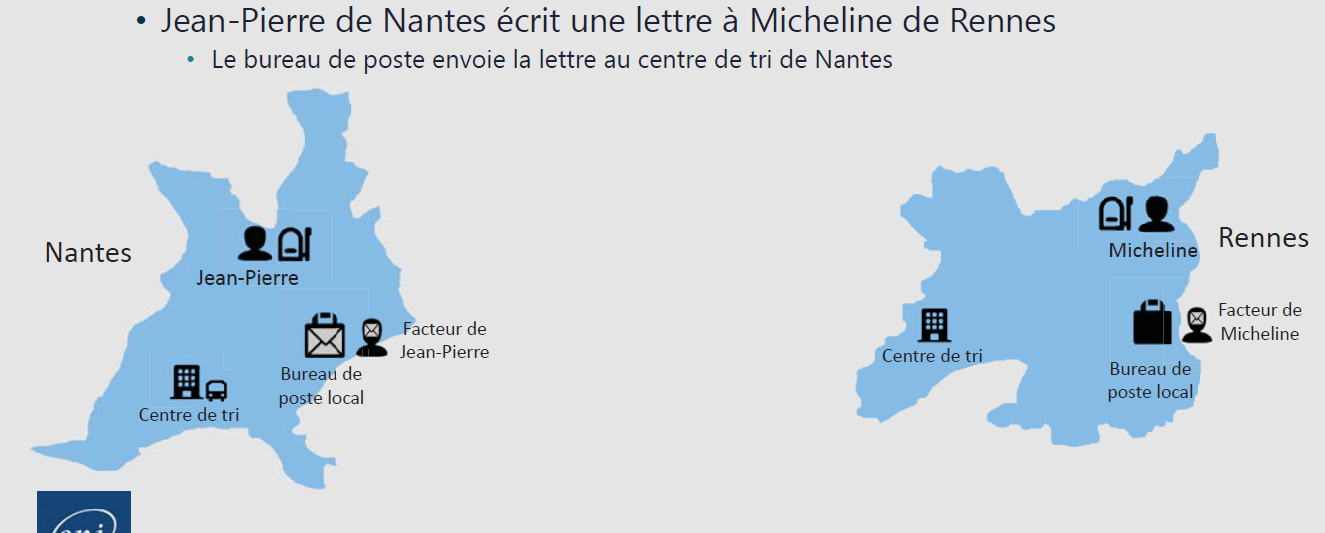 Jean-Pierre de Nantes écrit une lettre à Micheline de Rennes
Le bureau de poste envoie la lettre au centre de tri de Nantes
Nantes
Jean-Pierre
Facteur de
Jean-Pierre
Bureau de
poste local
Centre de tri
Micheline
Rennes
Facteur de
Micheline
Centre de tri
Bureau de
poste local